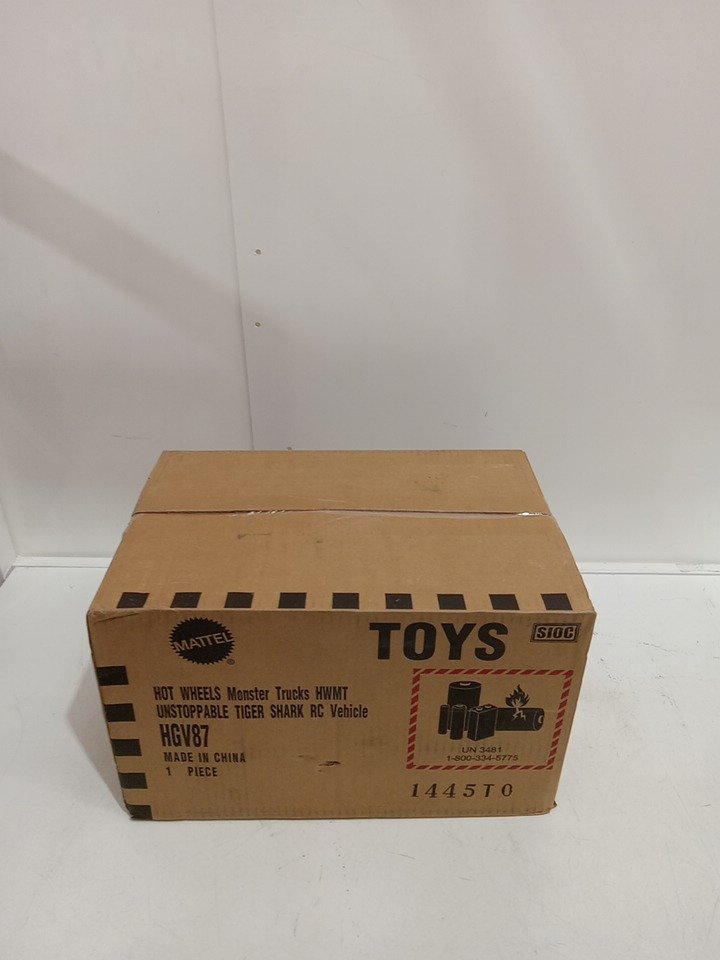 MATTEL
®
TOYS
SIOC
HOT WHEELS Monster Trucks HWMT
UNSTOPPABLE TIGER SHARK RC Vehicle
HGV87
MADE IN CHINA
1 PIECE
UN 3481
1-800-334-5775
1445T0